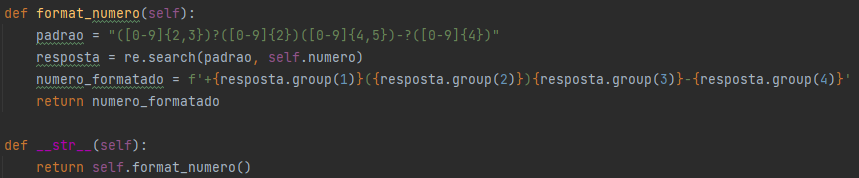 def format_numero(self):
    padrao = "([0-9]{2,3})?([0-9]{2})([0-9]{4,5})-?([0-9]{4})"
    resposta = re.search(padrao, self.numero)
    numero_formatado = f'+{resposta.group(1)}({resposta.group(2)}){resposta.group(3)}-{resposta.group(4)}'
    return numero_formatado

def __str__(self):
    return self.format_numero()